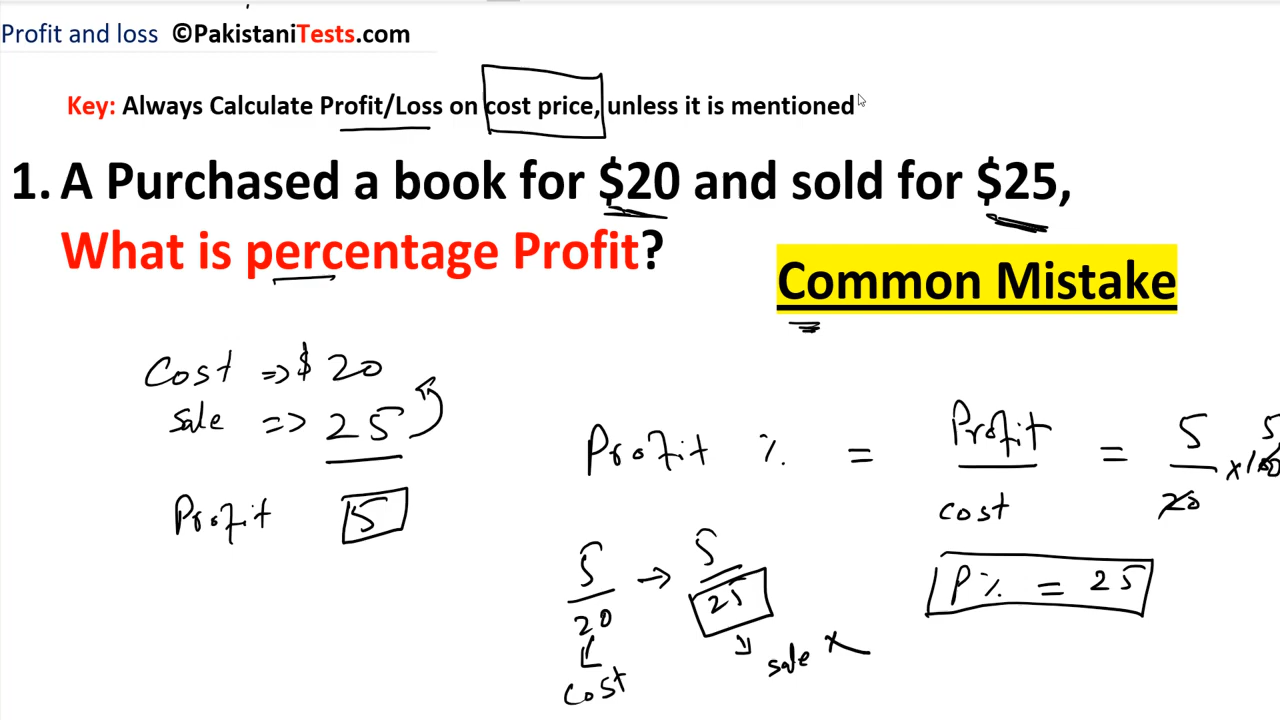 Profit and loss ©PakistaniTests.com
Key: Always Calculate Profit/Loss on cost price, unless it is mentioned
1. A Purchased a book for $20 and sold for $25,
What is percentage Profit?
Common Mistake
Cost => $ 20
Sale => 25
Profit 5
Profit % = Profit / cost = 5 / 20 x 100 5
5 / 20 → 5 / 25
cost
sale x
P% = 25